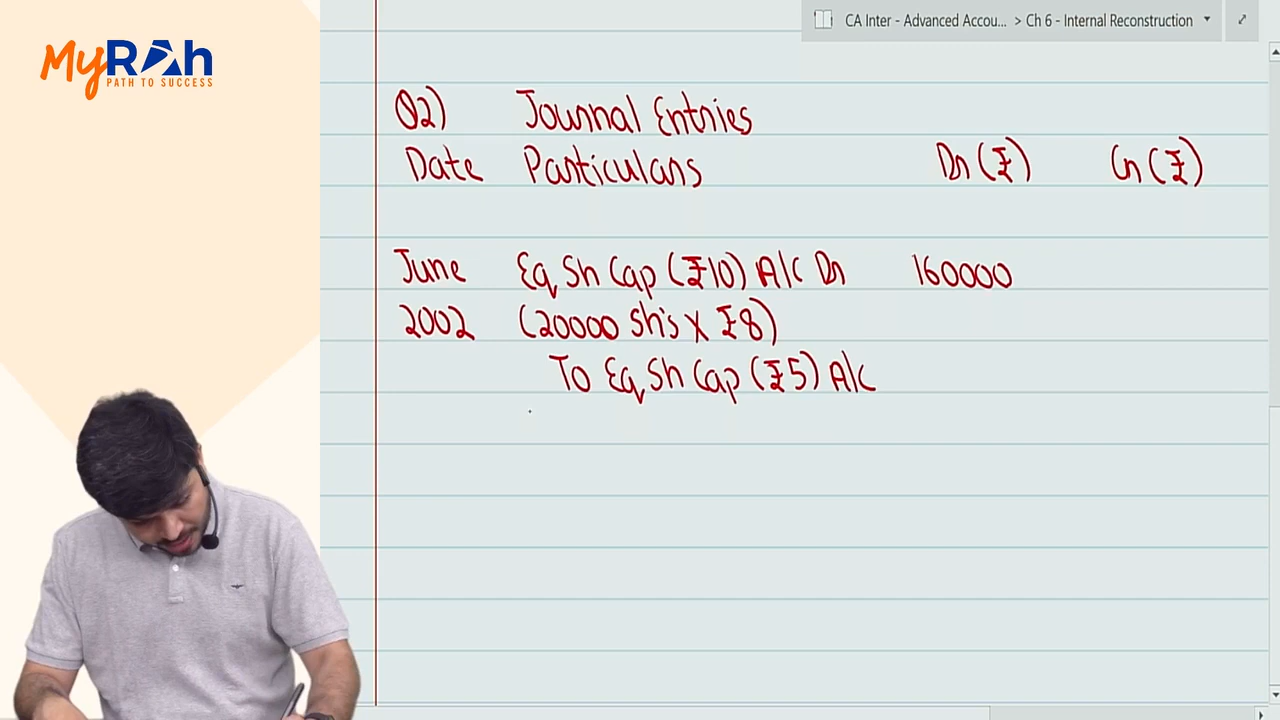 MyRAh
PATH TO SUCCESS
CA Inter - Advanced Accou... > Ch 6 - Internal Reconstruction
Q2) Journal Entries
Date Particulars Dr (₹) Cr (₹)
June Eq Sh Cap (₹10) A/c Dr 160000
2002 (20000 sh's x ₹8)
To Eq Sh Cap (₹5) A/c